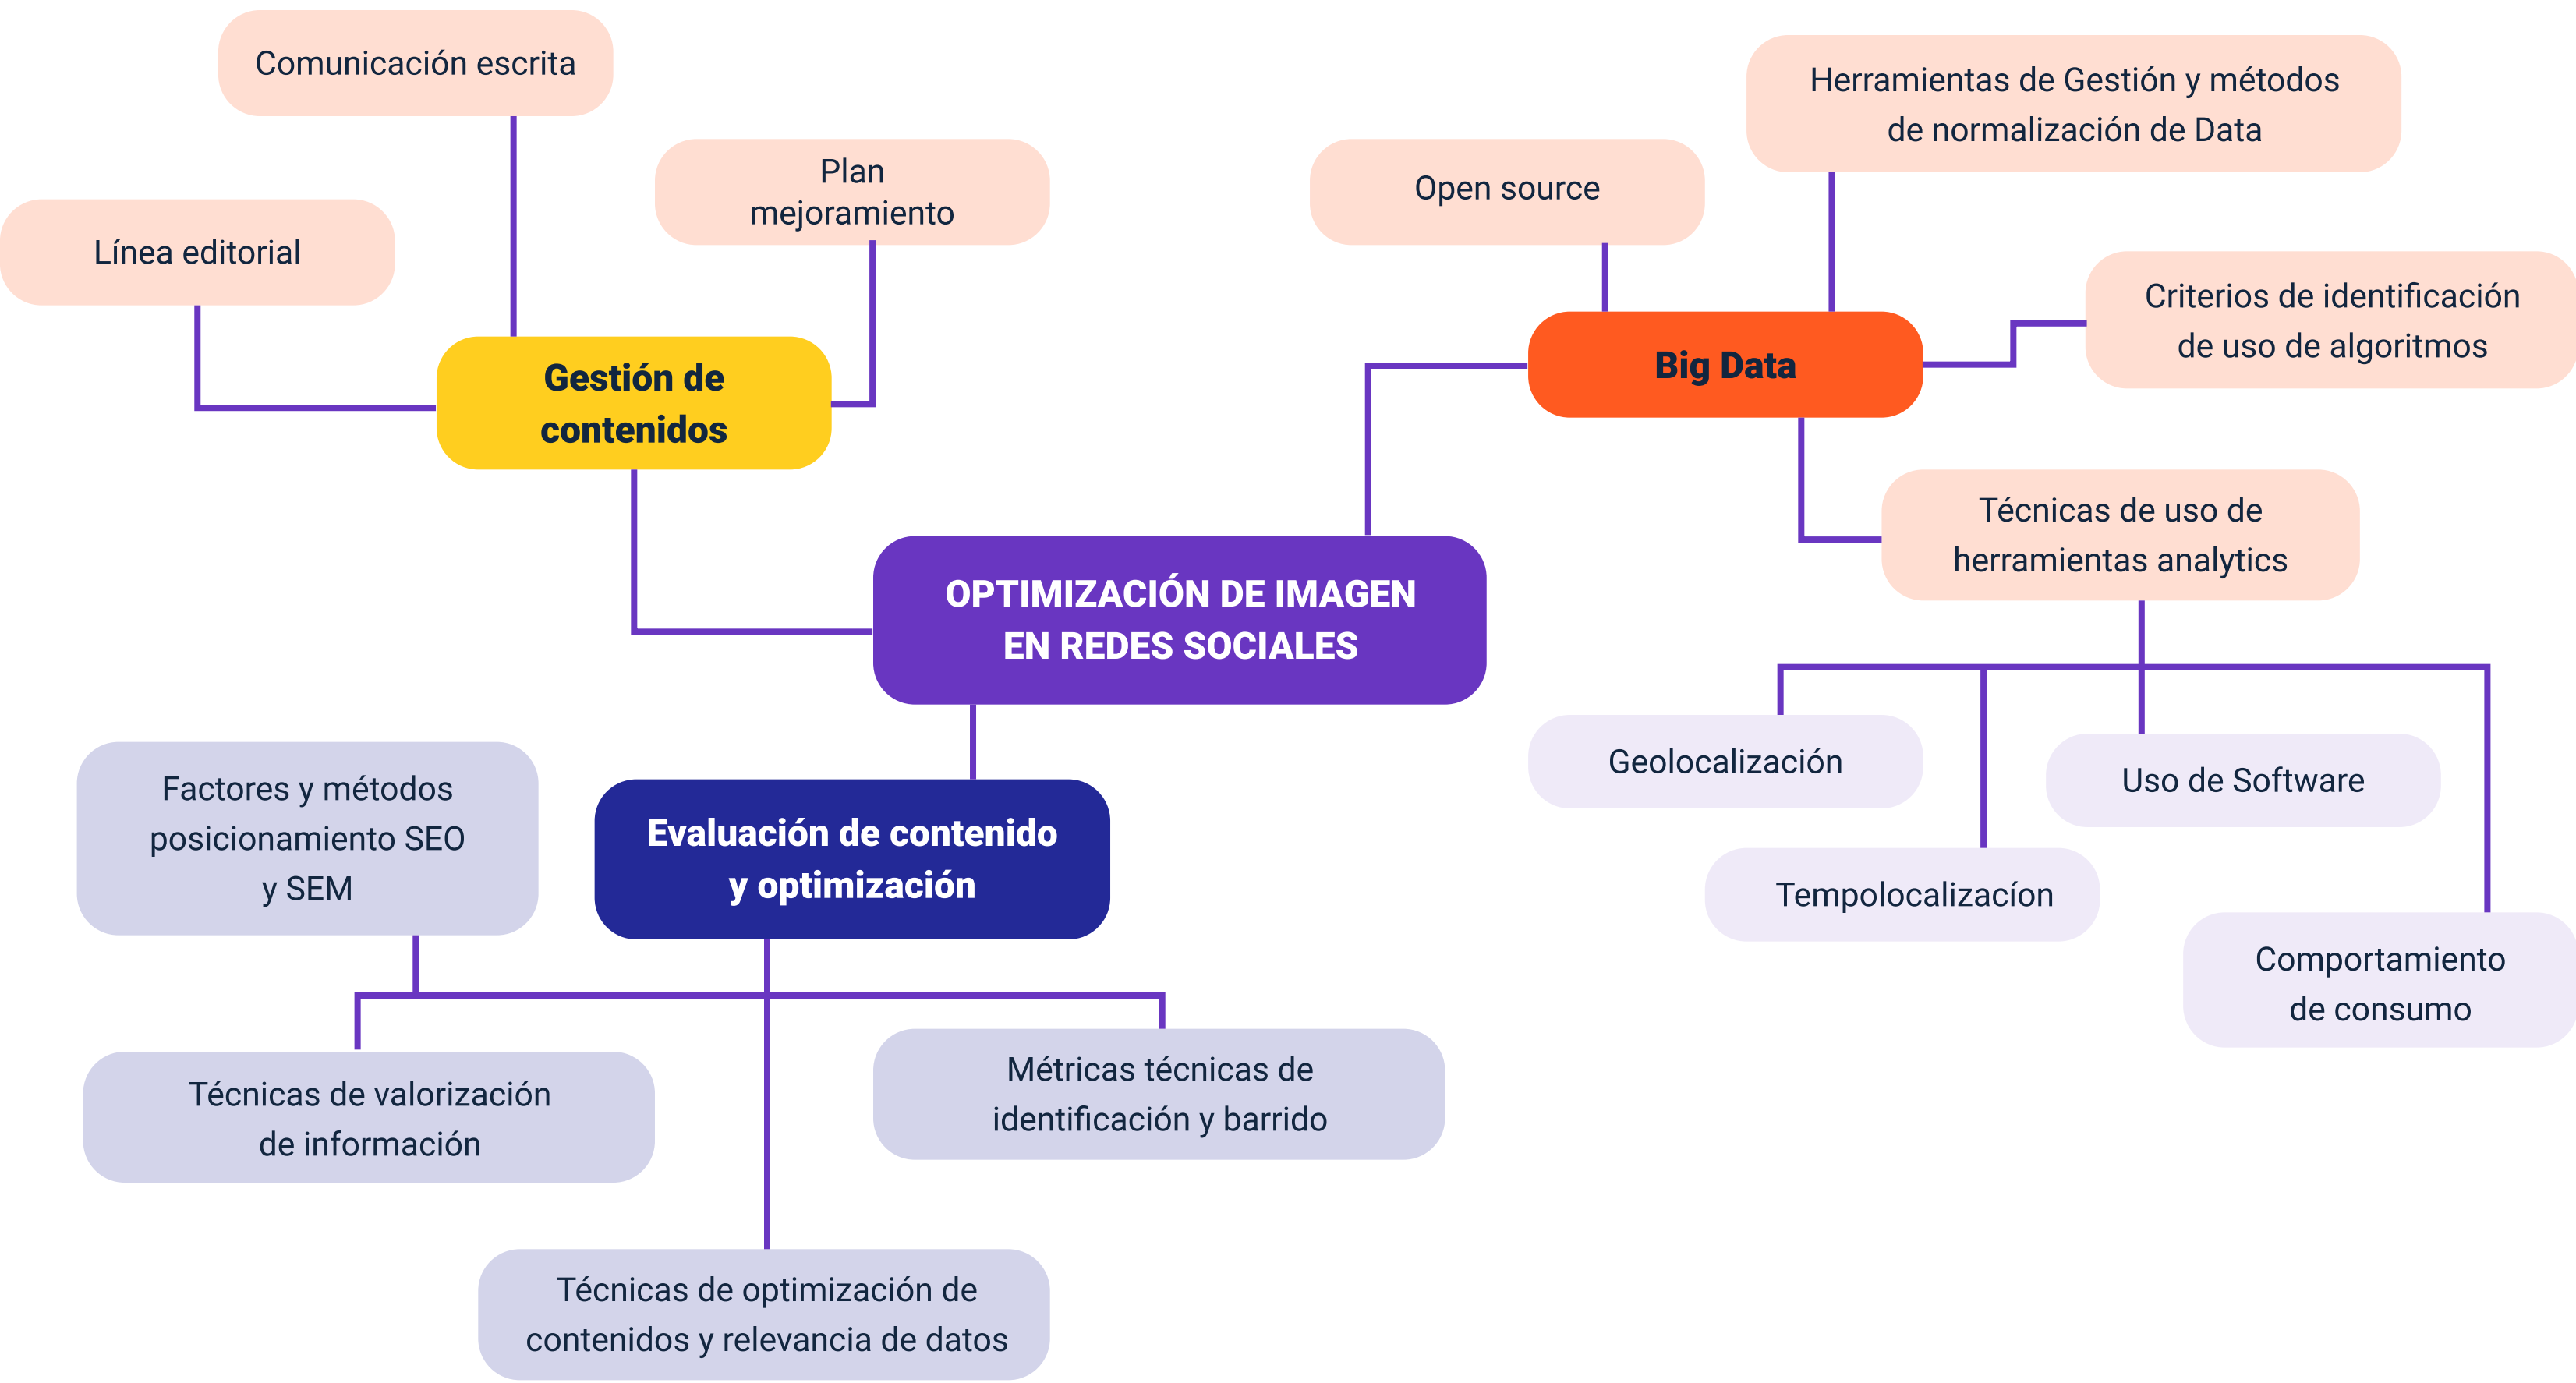 Comunicación escrita
Línea editorial
Plan
mejoramiento
Gestión de
contenidos
Open source
Herramientas de Gestión y métodos
de normalización de Data
Big Data
Criterios de identificación
de uso de algoritmos
Técnicas de uso de
herramientas analytics
OPTIMIZACIÓN DE IMAGEN
EN REDES SOCIALES
Geolocalización
Uso de Software
Tempolocalizacíon
Comportamiento
de consumo
Factores y métodos
posicionamiento SEO
y SEM
Evaluación de contenido
y optimización
Técnicas de valorización
de información
Métricas técnicas de
identificación y barrido
Técnicas de optimización de
contenidos y relevancia de datos